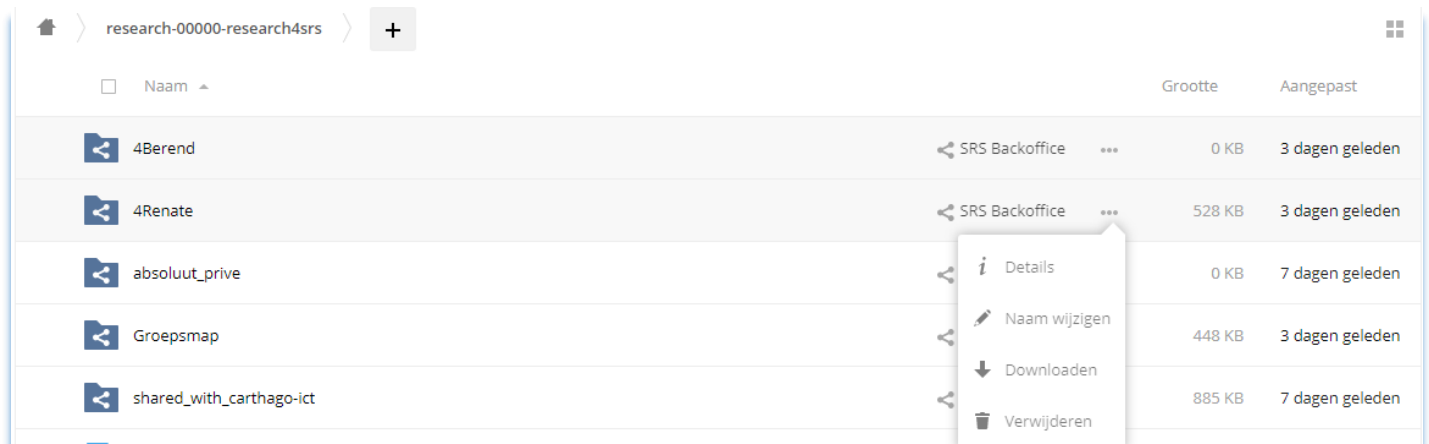 research-00000-research4srs +
Naam Grootte Aangepast
4Berend SRS Backoffice ... 0 KB 3 dagen geleden
4Renate SRS Backoffice ... 528 KB 3 dagen geleden
absoluut_prive 0 KB 7 dagen geleden
Details
Groepsmap 448 KB 3 dagen geleden
Naam wijzigen
Downloaden
shared_with_carthago-ict 885 KB 7 dagen geleden
Verwijderen